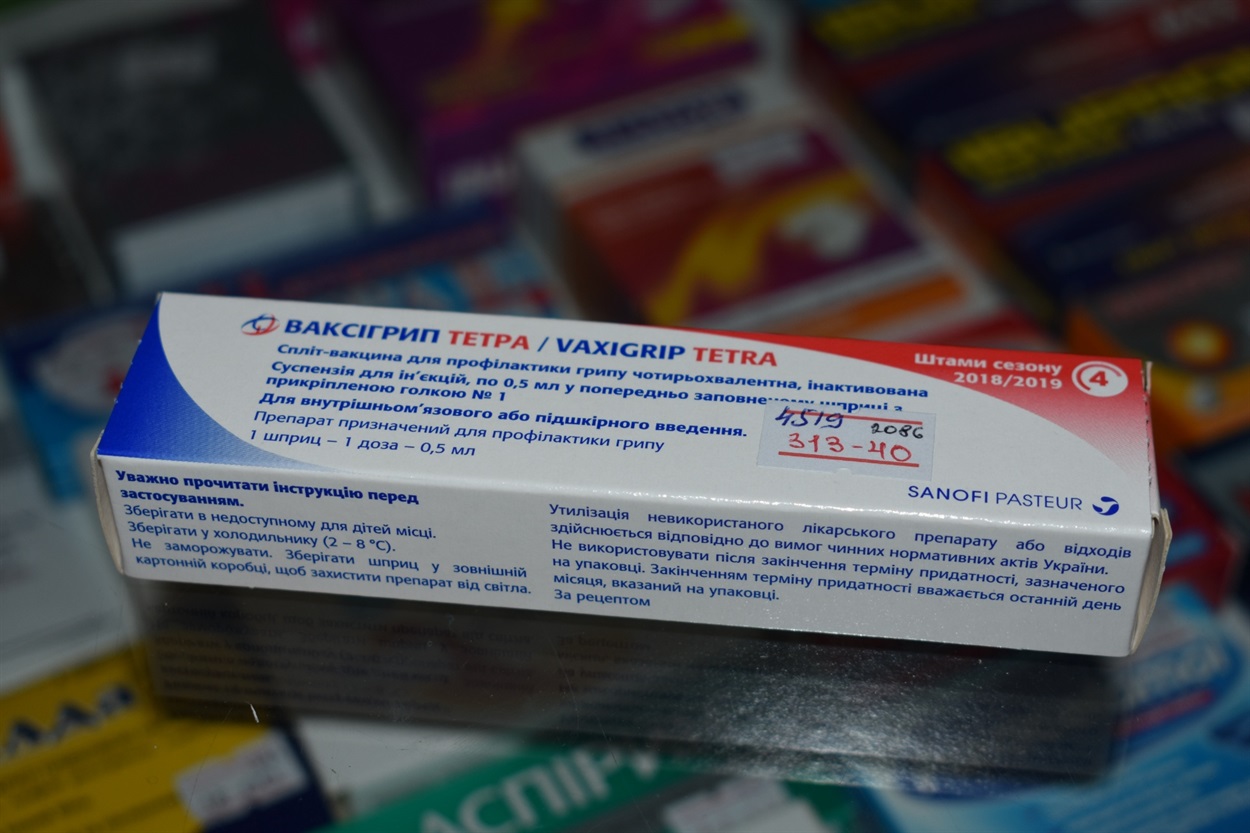 ВАКСІГРИП ТЕТРА / VAXIGRIP TETRA
Спліт-вакцина для профілактики грипу чотирьохвалентна, інактивована
Суспензія для ін’єкцій, по 0,5 мл у попередньо заповненому шприці з
прикріпленою голкою № 1
Для внутрішньом’язового або підшкірного введення.
Препарат призначений для профілактики грипу
1 шприц – 1 доза – 0,5 мл
Штами сезону
2018/2019
4
4519 2086
313-40
SANOFI PASTEUR
Уважно прочитати інструкцію перед
застосуванням.
Зберігати в недоступному для дітей місці.
Зберігати у холодильнику (2 – 8 °C).
Не заморожувати. Зберігати шприц у зовнішній
картонній коробці, щоб захистити препарат від світла.
Утилізація невикористаного лікарського препарату або відходів
здійснюється відповідно до вимог чинних нормативних актів України.
Не використовувати після закінчення терміну придатності, зазначеного
на упаковці. Закінченням терміну придатності вважається останній день
місяця, вказаний на упаковці.
За рецептом